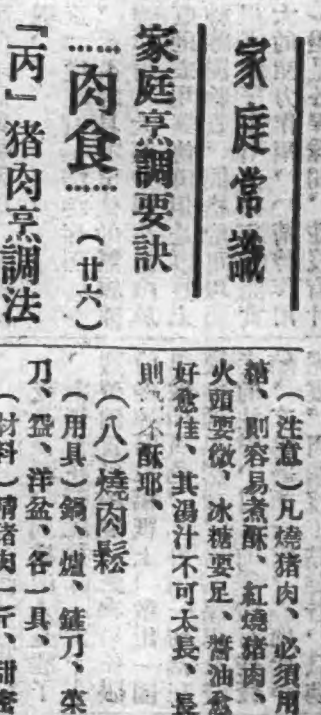 家庭常識
家庭烹調要訣
肉食
（廿六）
『丙』猪肉烹調法
（注意）凡燒猪肉、必須用
糖、則容易煮酥、紅燒猪肉、
火頭要微、冰糖要足、醬油愈
好愈佳、其湯汁不可太長、長
則不酥耶、
（八）燒肉鬆
（用具）鍋、爐、鏟刀、菜
刀、盌、洋盆、各一具、
（材料）精猪肉一斤、甜蜜